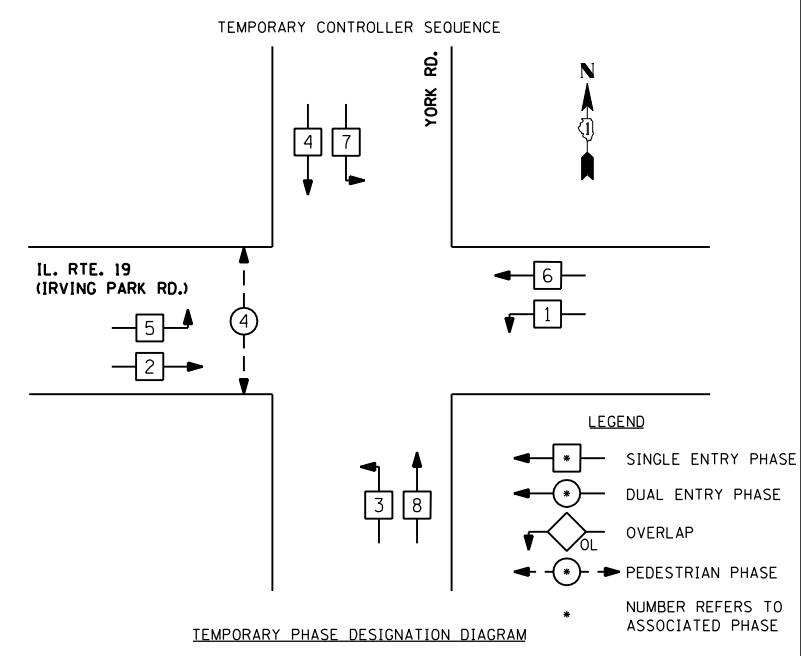 TEMPORARY CONTROLLER SEQUENCE
YORK RD.
N
1
4 7
IL. RTE. 19
(IRVING PARK RD.)
6
5
4
1
2
LEGEND
* SINGLE ENTRY PHASE
3 8
* DUAL ENTRY PHASE
OVERLAP
OL
* PEDESTRIAN PHASE
* NUMBER REFERS TO
ASSOCIATED PHASE
TEMPORARY PHASE DESIGNATION DIAGRAM